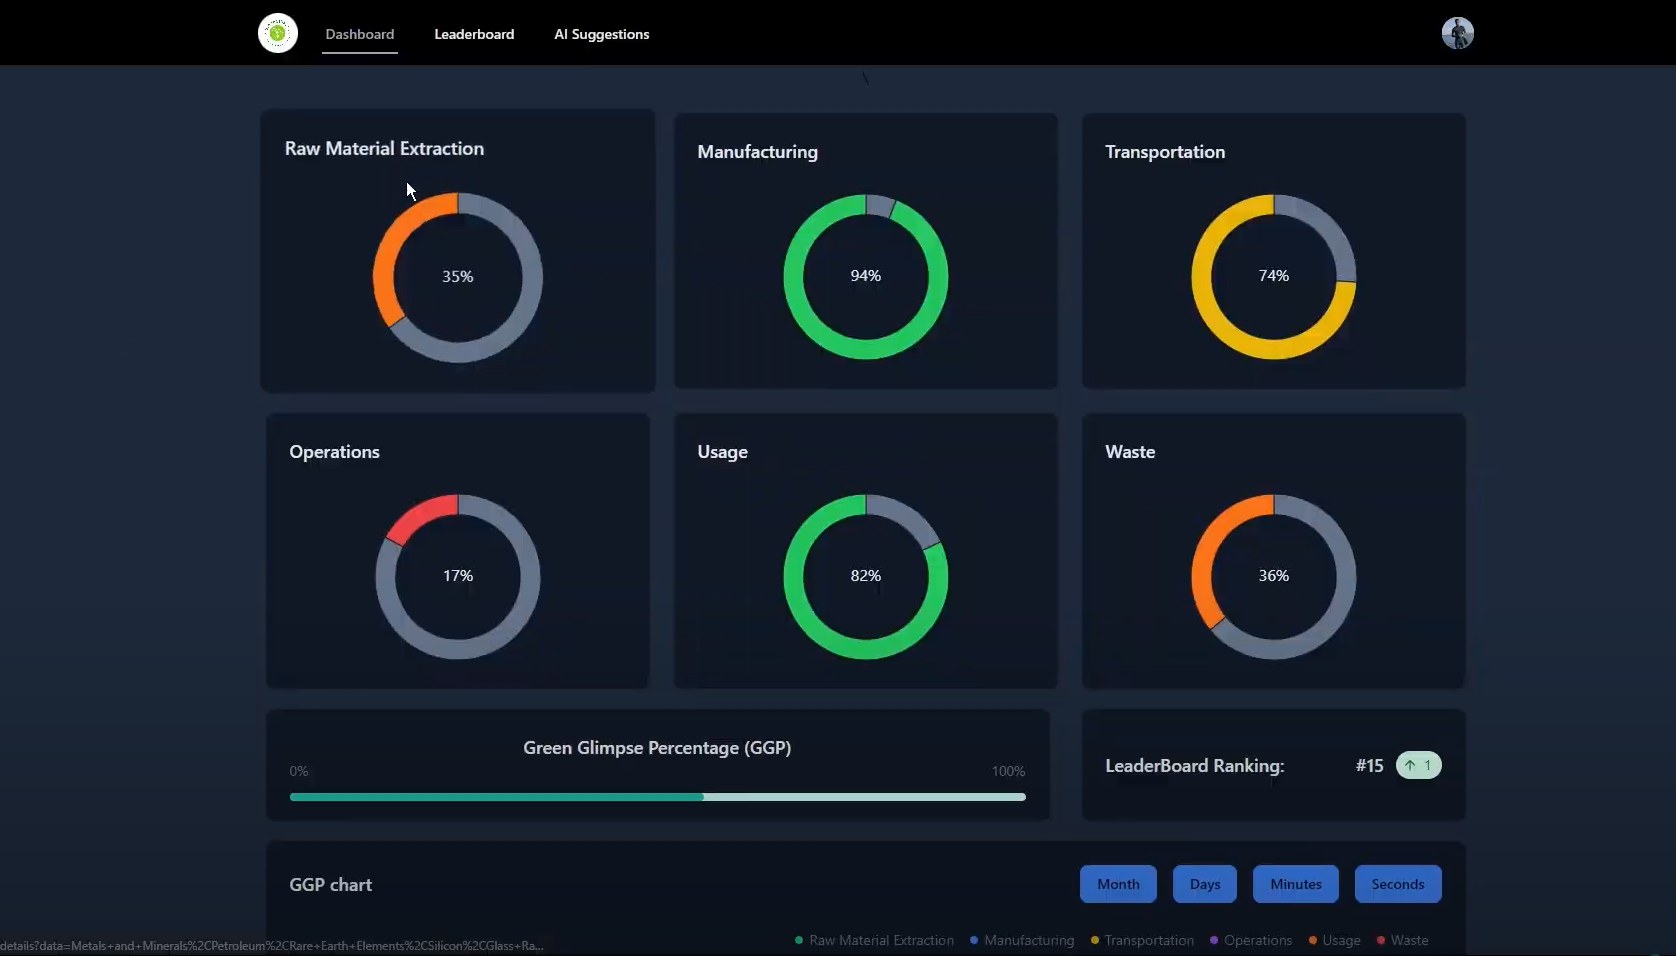 Dashboard
Leaderboard
AI Suggestions
Raw Material Extraction
Manufacturing
Transportation
35%
94%
74%
Operations
Usage
Waste
17%
82%
36%
Green Glimpse Percentage (GGP)
0%
100%
LeaderBoard Ranking:
#15
↑ 1
GGP chart
Month
Days
Minutes
Seconds
Raw Material Extraction
Manufacturing
Transportation
Operations
Usage
Waste
details?data=Metals+and+Minerals%2CPetroleum%2CRare+Earth+Elements%2CSilicon%2CGlass+Ra...